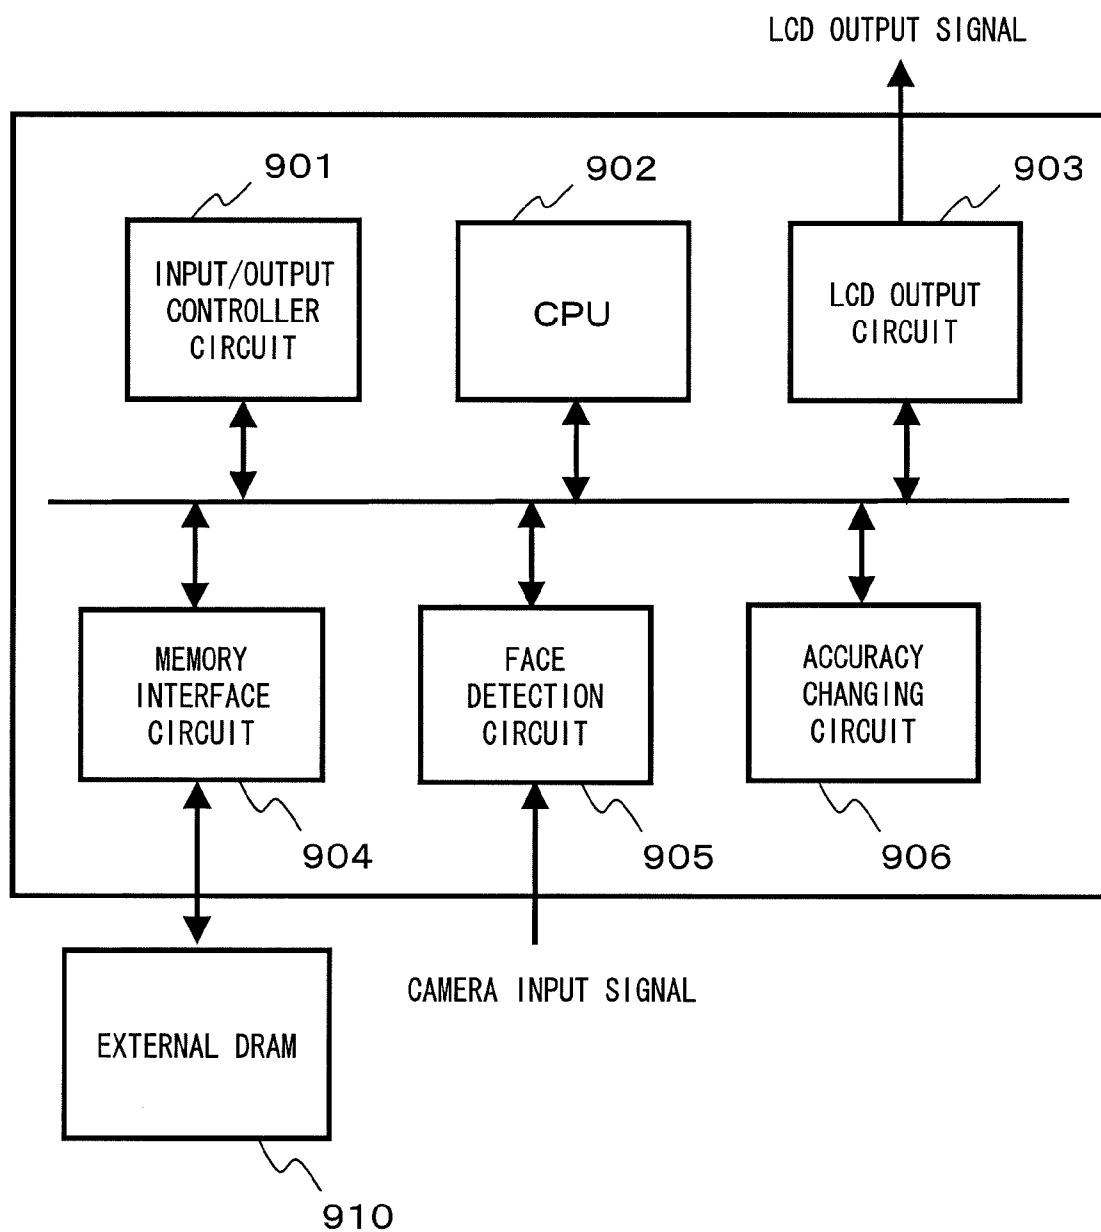 LCD OUTPUT SIGNAL
901
902
903
INPUT/OUTPUT
CONTROLLER
CIRCUIT
CPU
LCD OUTPUT
CIRCUIT
MEMORY
INTERFACE
CIRCUIT
FACE
DETECTION
CIRCUIT
ACCURACY
CHANGING
CIRCUIT
904
905
906
CAMERA INPUT SIGNAL
EXTERNAL DRAM
910